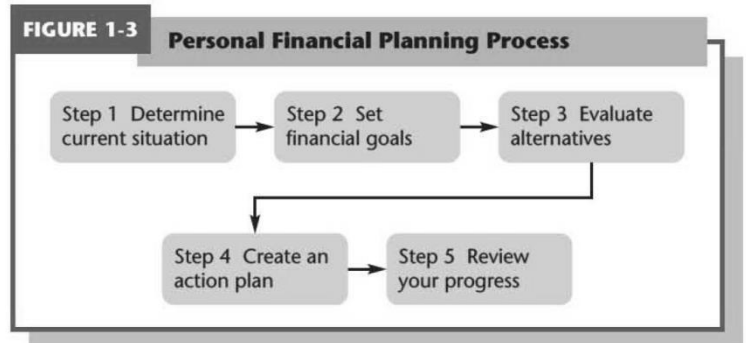 FIGURE 1-3
Personal Financial Planning Process
Step 1 Determine
current situation
Step 2 Set
financial goals
Step 3 Evaluate
alternatives
Step 4 Create an
action plan
Step 5 Review
your progress